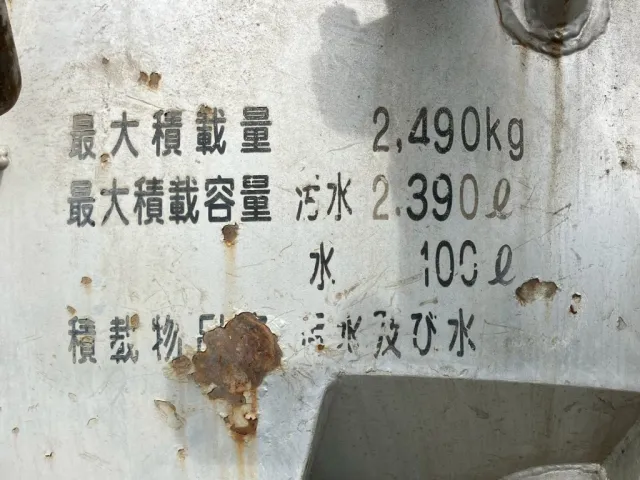 最大積載量 2,490kg
最大積載容量 汚水 2.390ℓ
水 100ℓ
積載物 汚水及び水